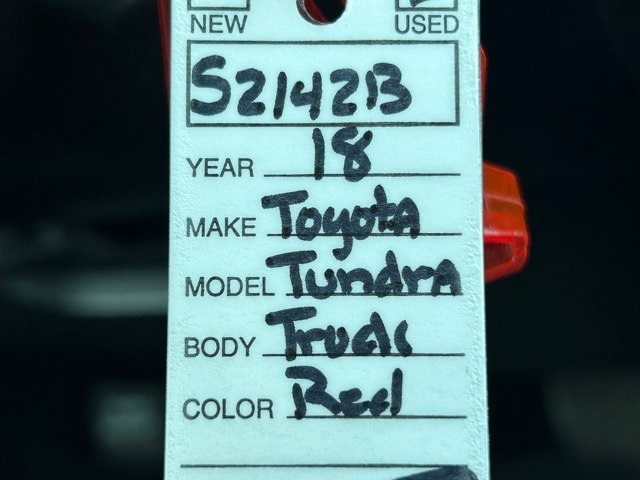 NEW USED
S21421B
YEAR 18
MAKE Toyota
MODEL Tundra
BODY Truck
COLOR Red